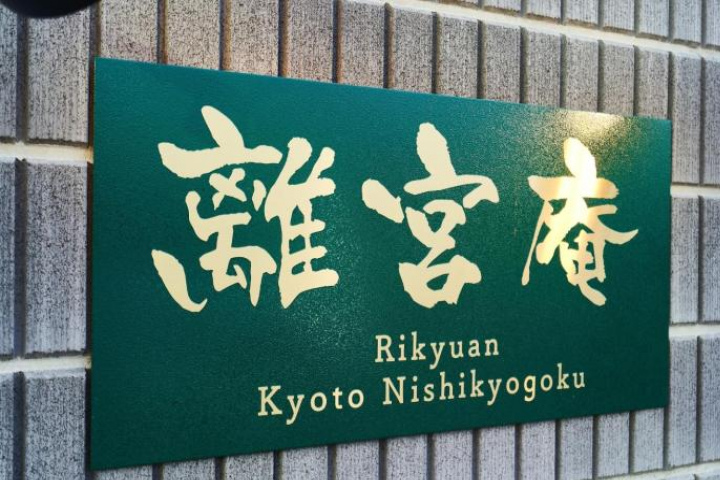 離宮庵
Rikyuan
Kyoto Nishikyogoku